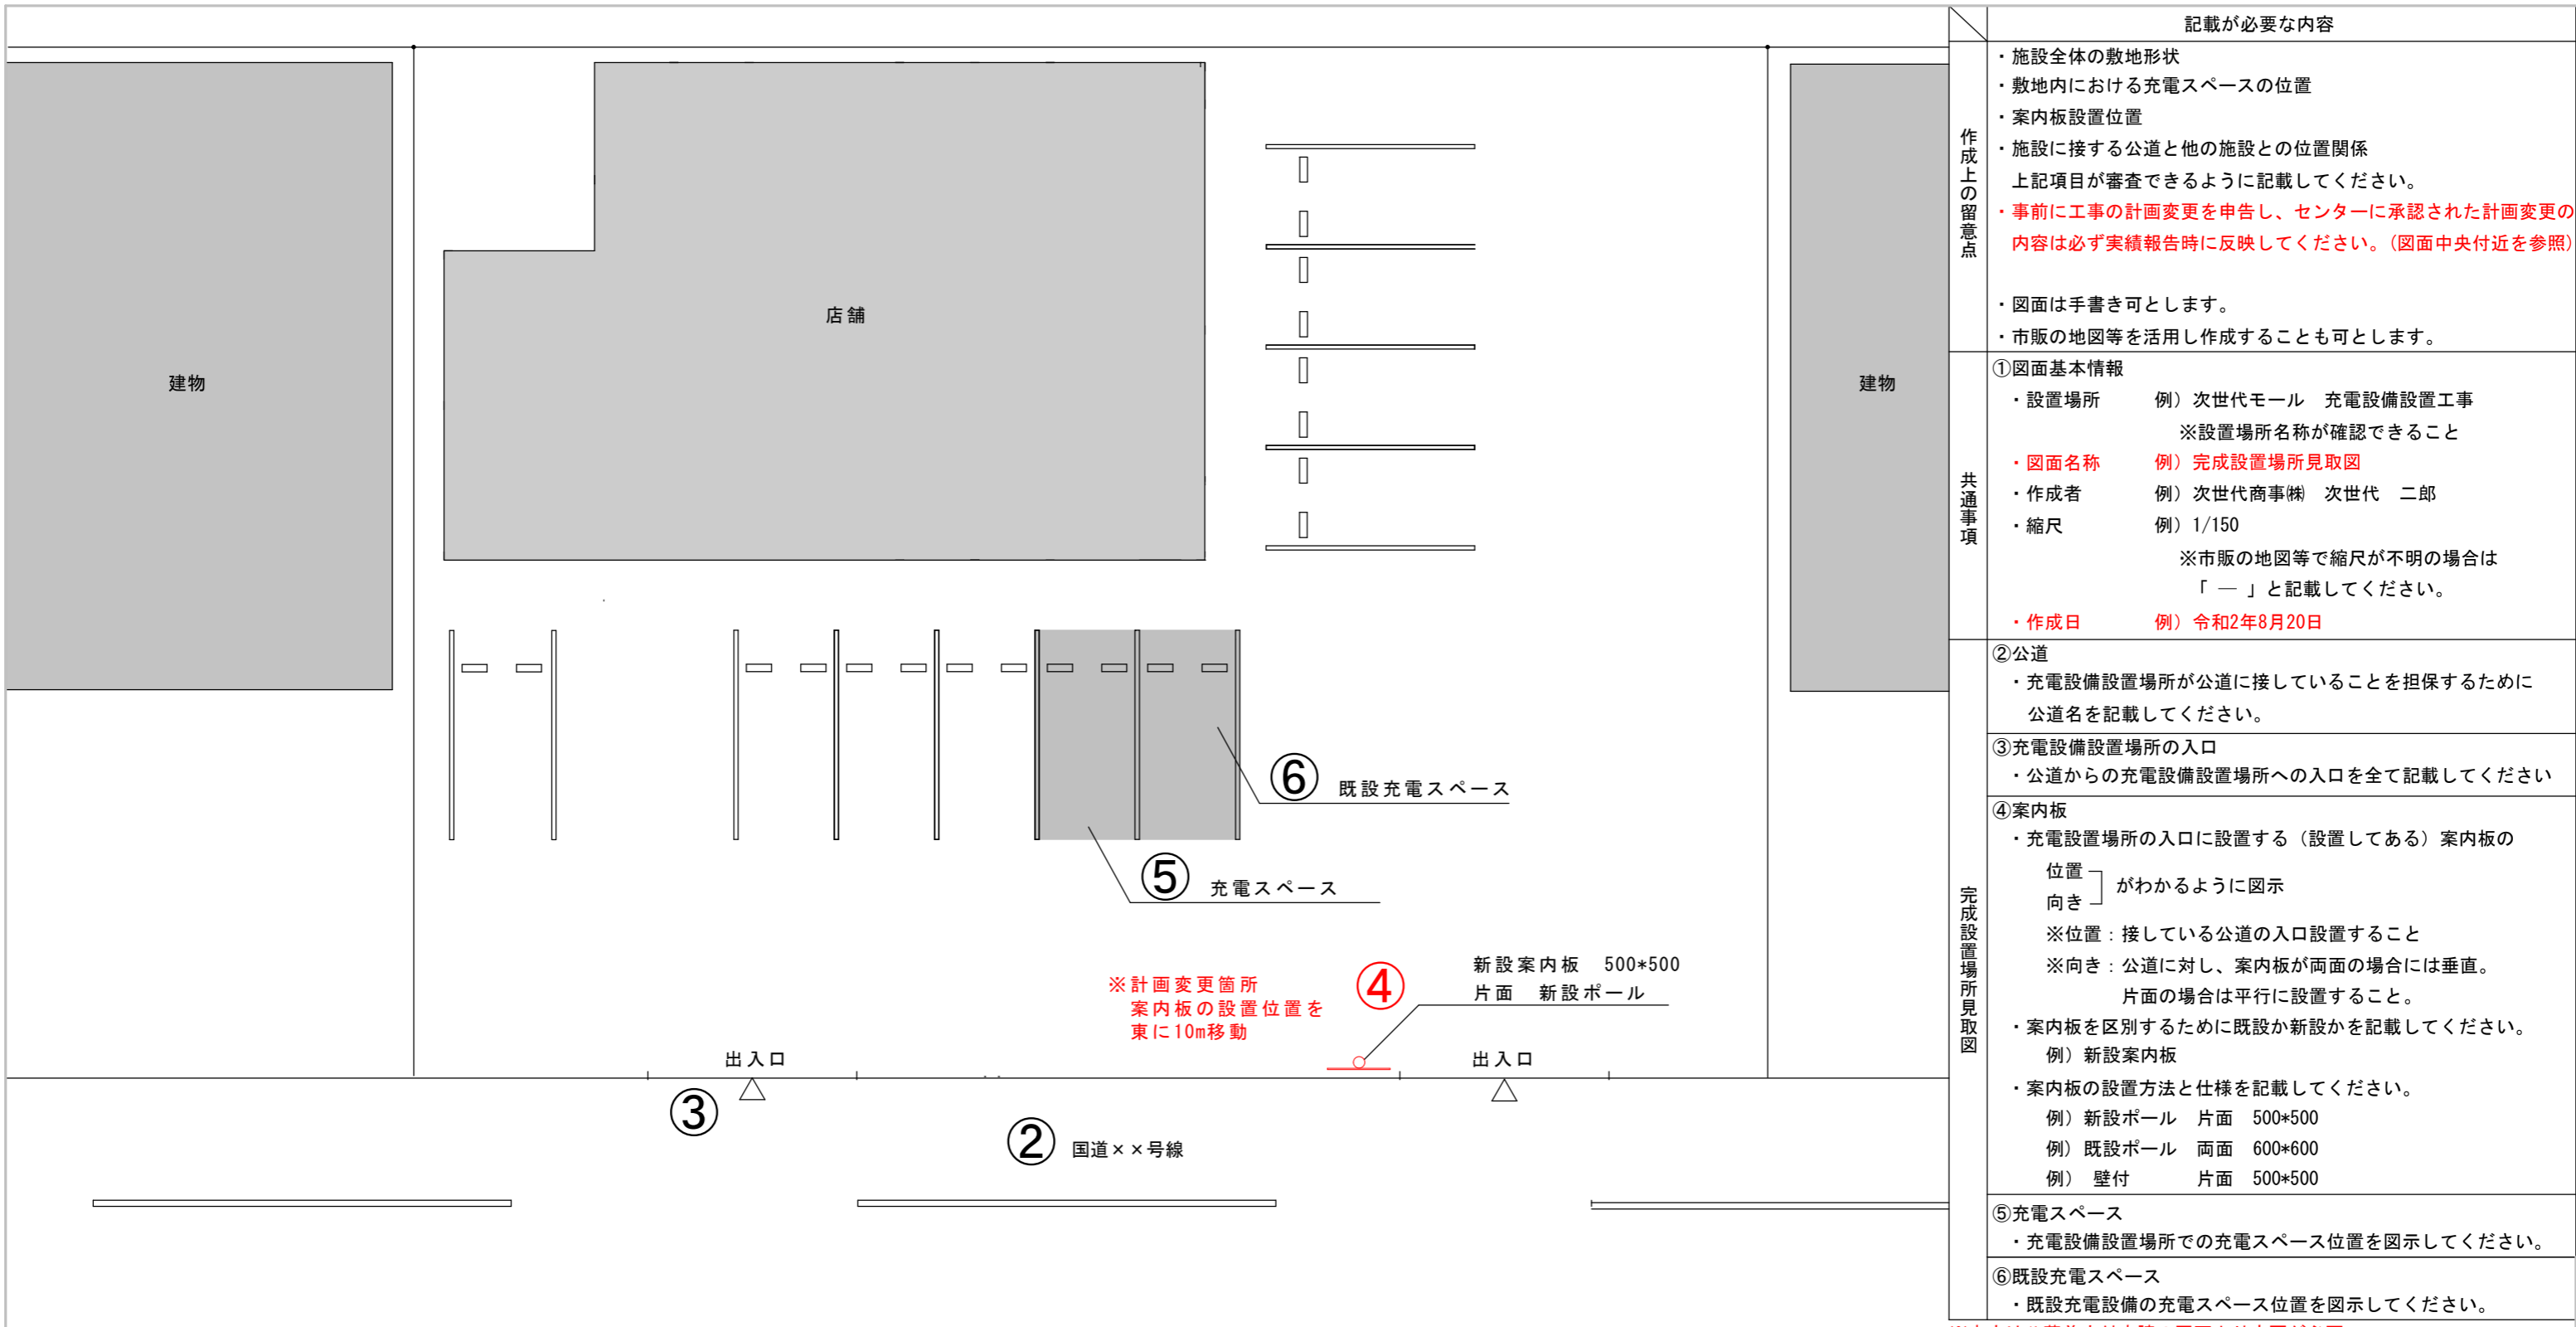 建物
店舗
建物
⑥ 既設充電スペース
⑤ 充電スペース
※計画変更箇所
案内板の設置位置を
東に10m移動
④
新設案内板　500*500
片面　新設ポール
出入口
出入口
③
② 国道××号線
記載が必要な内容
作成上の留意点
・施設全体の敷地形状
・敷地内における充電スペースの位置
・案内板設置位置
・施設に接する公道と他の施設との位置関係
上記項目が審査できるように記載してください。
・事前に工事の計画変更を申告し、センターに承認された計画変更の
内容は必ず実績報告時に反映してください。（図面中央付近を参照）
・図面は手書き可とします。
・市販の地図等を活用し作成することも可とします。
共通事項
①図面基本情報
・設置場所　例）次世代モール　充電設備設置工事
※設置場所名称が確認できること
・図面名称　例）完成設置場所見取図
・作成者　例）次世代商事㈱　次世代　二郎
・縮尺　例）1/150
※市販の地図等で縮尺が不明の場合は
「 ― 」と記載してください。
・作成日　例）令和2年8月20日
完成設置場所見取図
②公道
・充電設備設置場所が公道に接していることを担保するために
公道名を記載してください。
③充電設備設置場所の入口
・公道からの充電設備設置場所への入口を全て記載してください
④案内板
・充電設置場所の入口に設置する（設置してある）案内板の
位置
向き
がわかるように図示
※位置：接している公道の入口設置すること
※向き：公道に対し、案内板が両面の場合には垂直。
片面の場合は平行に設置すること。
・案内板を区別するために既設か新設かを記載してください。
例）新設案内板
・案内板の設置方法と仕様を記載してください。
例）新設ポール　片面　500*500
例）既設ポール　両面　600*600
例）　壁付　片面　500*500
⑤充電スペース
・充電設備設置場所での充電スペース位置を図示してください。
⑥既設充電スペース
・既設充電設備の充電スペース位置を図示してください。